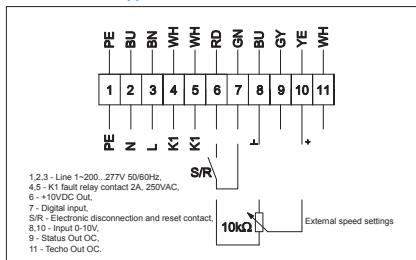 PE BU BN WH WH RD GN BU GY YE WH
1 2 3 4 5 6 7 8 9 10 11
PE N L K1 K1 - +
S/R
1,2,3 - Line 1~200...277V 50/60Hz,
4,5 - K1 fault relay contact 2A, 250VAC,
6 - +10VDC Out,
7 - Digital input,
S/R - Electronic disconnection and reset contact,
8,10 - Input 0-10V,
9 - Status Out OC,
11 - Techo Out OC.
10kΩ
External speed settings